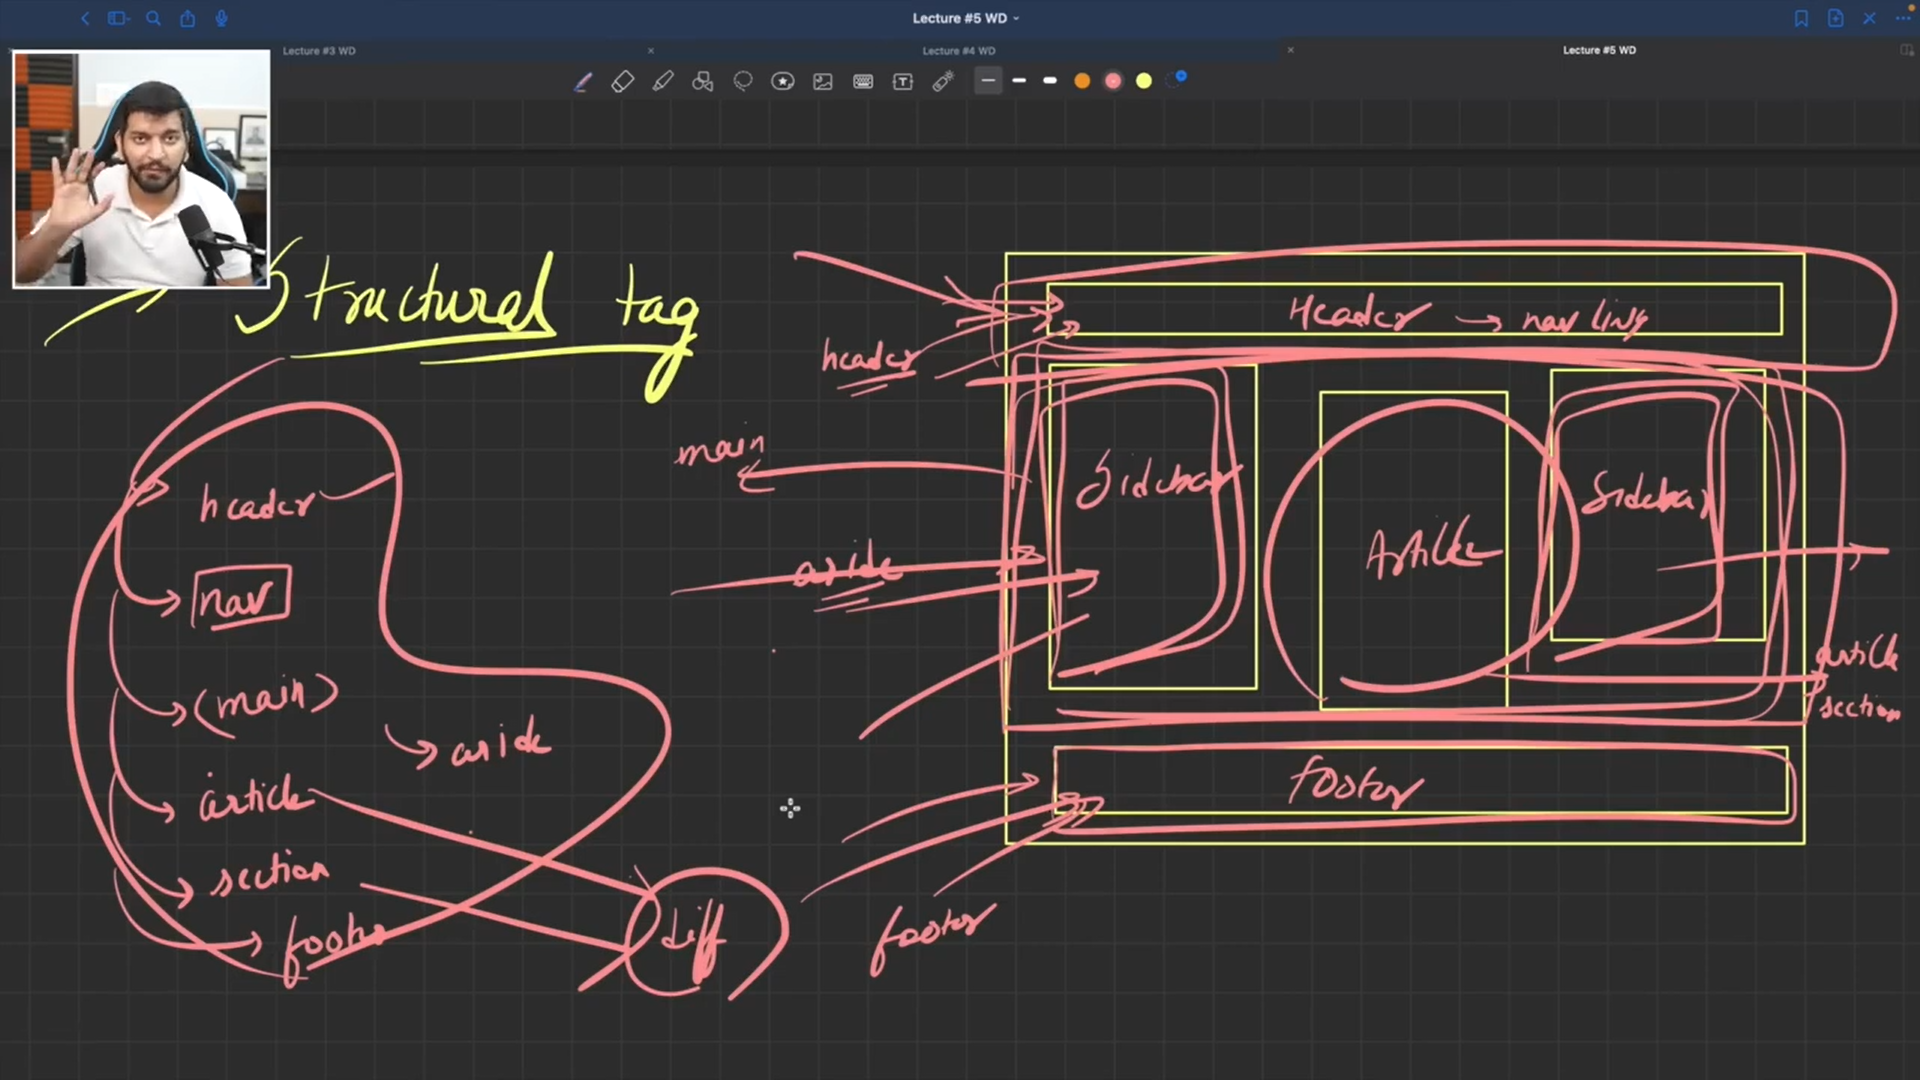 Lecture #5 WD
Lecture #3 WD
Lecture #4 WD
Lecture #5 WD
Structural tag
header
nav
(main)
aside
article
section
footer
diff
header
main
aside
footer
Header → nav link
Sidebar
Article
Sidebar
article
section
footer